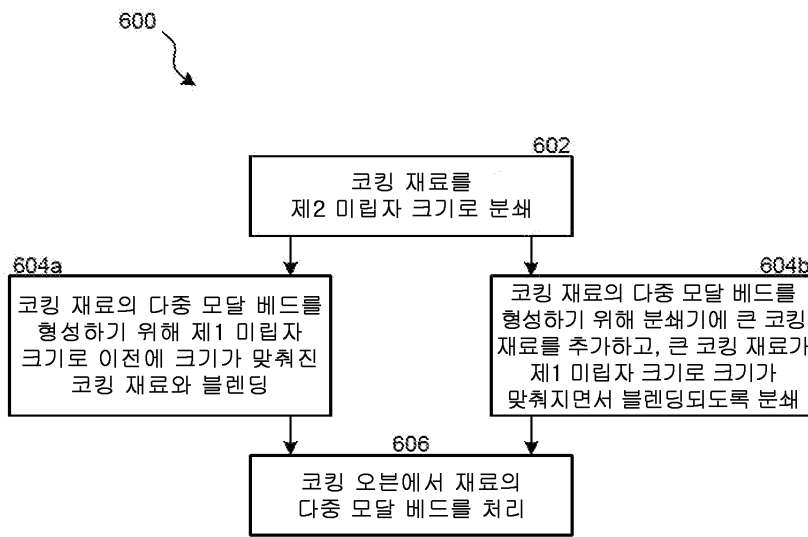 600
602
코킹 재료를
제2 미립자 크기로 분쇄
604a
코킹 재료의 다중 모달 베드를
형성하기 위해 제1 미립자
크기로 이전에 크기가 맞춰진
코킹 재료와 블렌딩
604b
코킹 재료의 다중 모달 베드를
형성하기 위해 분쇄기에 큰 코킹
재료를 추가하고, 큰 코킹 재료가
제1 미립자 크기로 크기가
맞춰지면서 블렌딩되도록 분쇄
606
코킹 오븐에서 재료의
다중 모달 베드를 처리